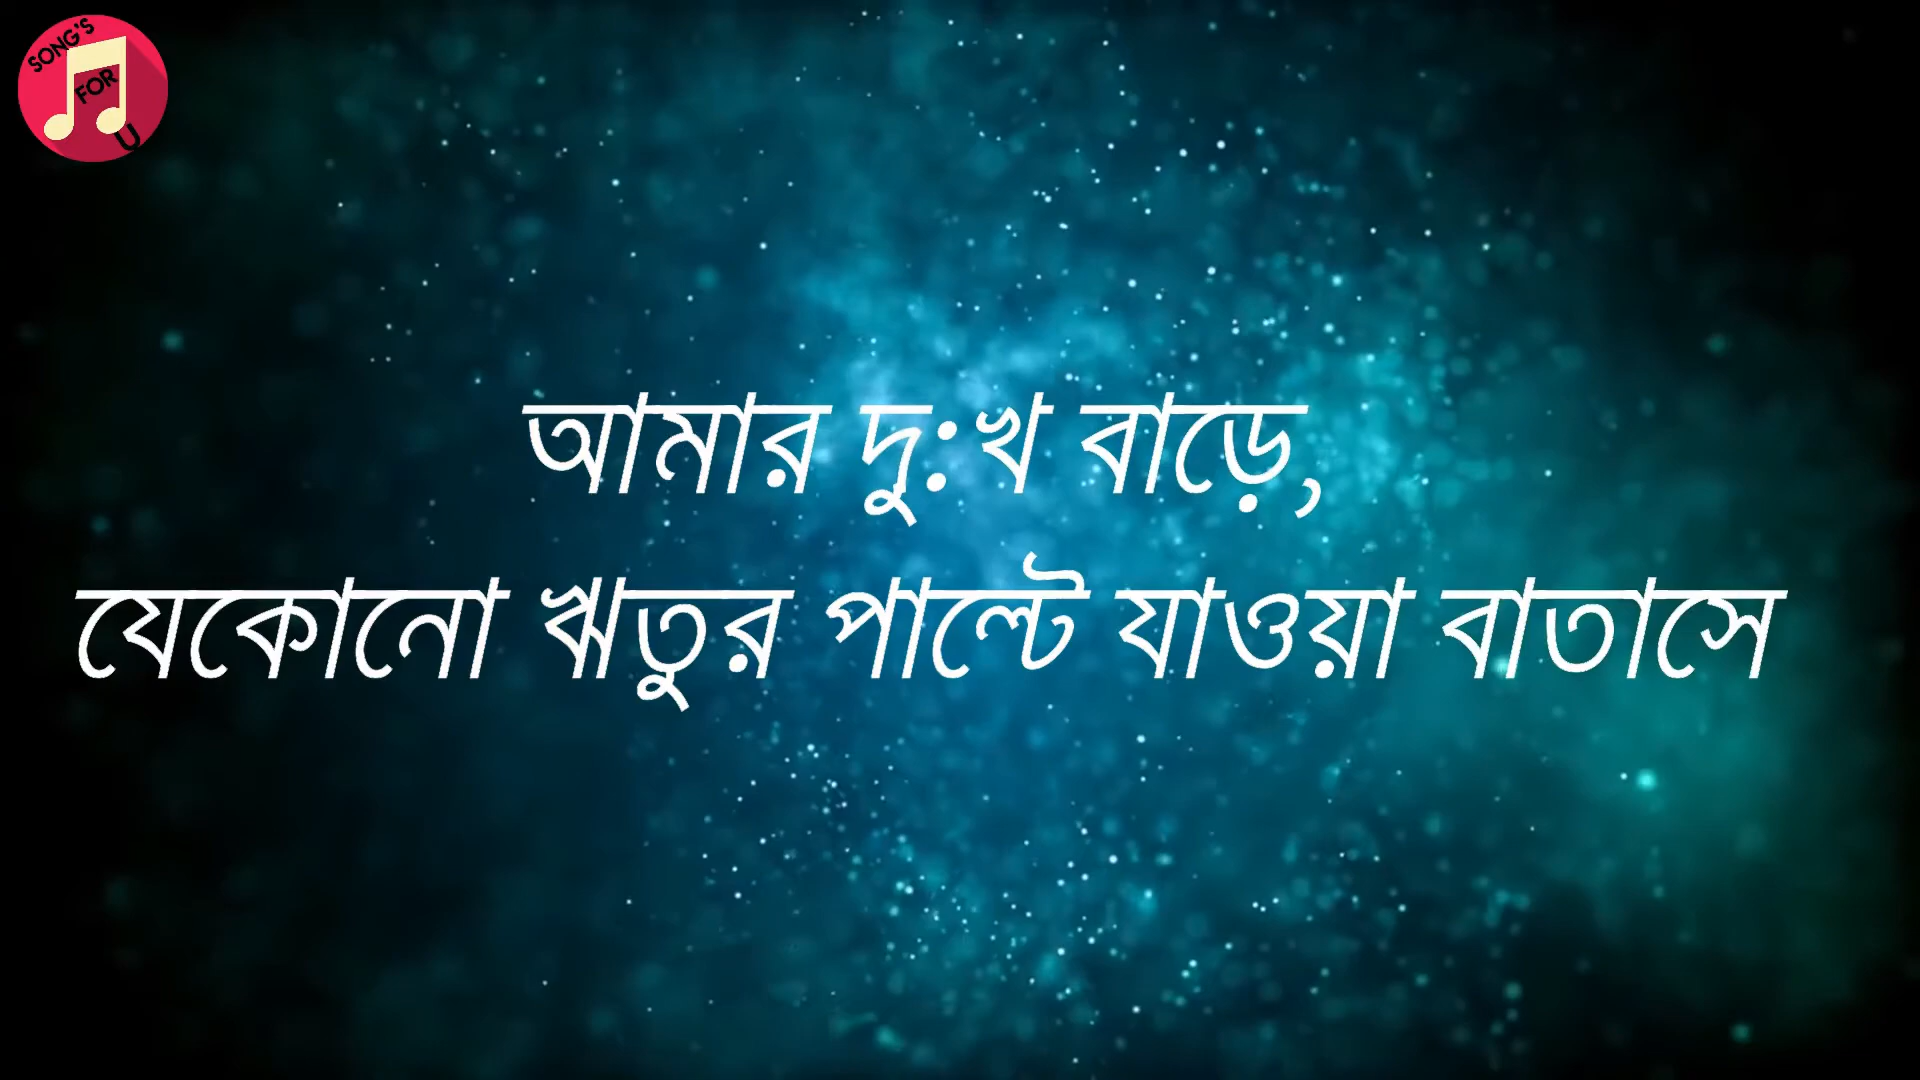 SONG'S
FOR
U
আমার দু:খ বাড়ে,
যেকোনো ঋতুর পাল্টে যাওয়া বাতাসে